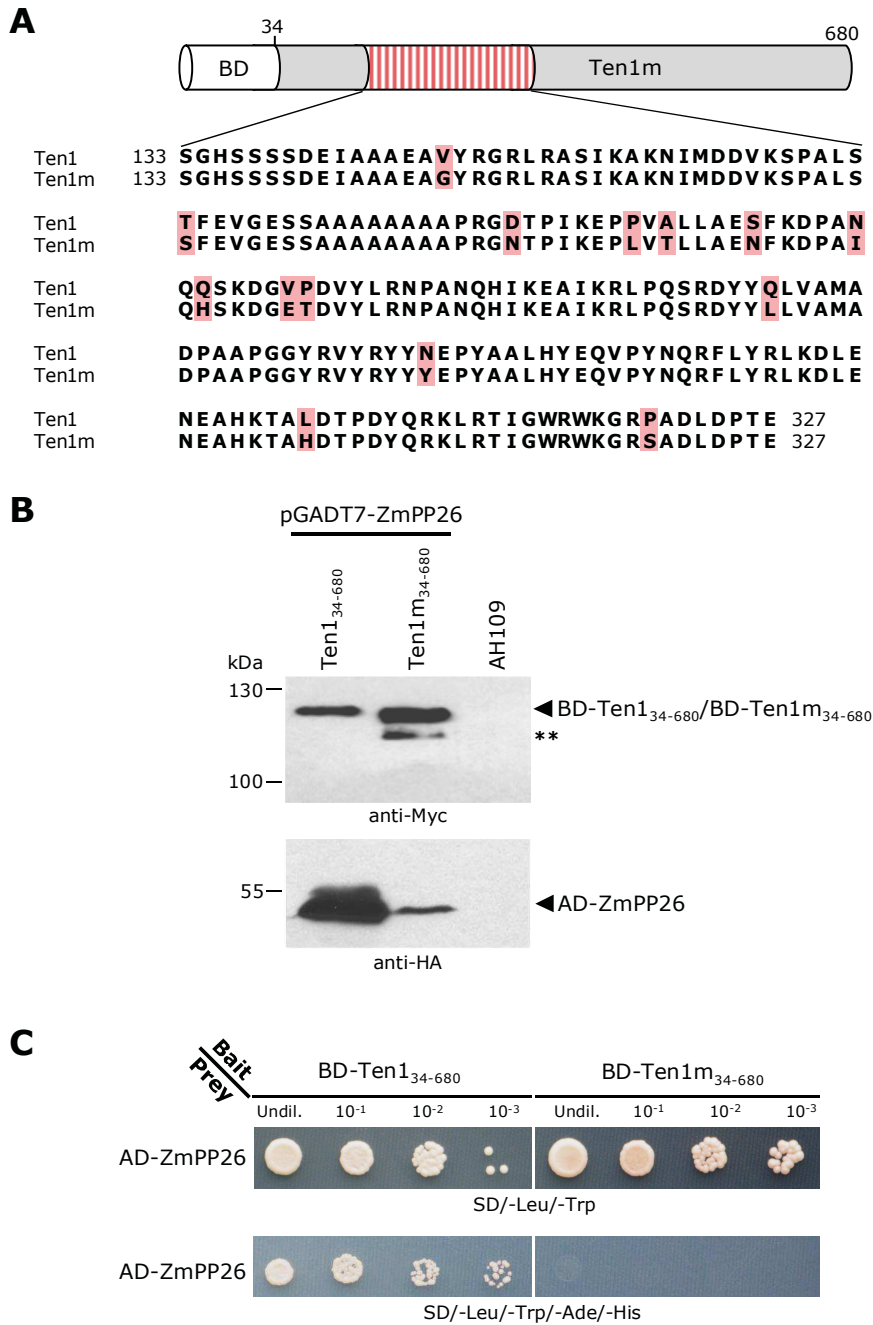 A
34
680
BD
Ten1m
Ten1 133 SGHSSSSDEIAAAEAVYRGRLRASIKAKNIMDDVKSPALS
Ten1m 133 SGHSSSSDEIAAAEAGYRGRLRASIKAKNIMDDVKSPALS
Ten1 TFEVGESSAAAAAAAAPRGDTPIKEPPVALLAESFKDPAN
Ten1m SFEVGESSAAAAAAAAPRGNTPIKEPLVTLLAENFKDPAI
Ten1 QQSKDGVPDVYLRNPANQHIKEAIKRLPQSRDYYQLVAMA
Ten1m QHSKDGETDVYLRNPANQHIKEAIKRLPQSRDYYLLVAMA
Ten1 DPAAPGGYRVYRYYNEPYAALHYEQVPYNQRFLYRLKDLE
Ten1m DPAAPGGYRVYRYYYEPYAALHYEQVPYNQRFLYRLKDLE
Ten1 NEAHKTALDTPDYQRKLRTIGWRWKGRPADLDPTE 327
Ten1m NEAHKTAHDTPDYQRKLRTIGWRWKGRSADLDPTE 327
B
pGADT7-ZmPP26
Ten1₃₄₋₆₈₀
Ten1m₃₄₋₆₈₀
AH109
kDa
130
BD-Ten1₃₄₋₆₈₀/BD-Ten1m₃₄₋₆₈₀
**
100
anti-Myc
55
AD-ZmPP26
anti-HA
C
Bait
Prey
BD-Ten1₃₄₋₆₈₀ BD-Ten1m₃₄₋₆₈₀
Undil. 10⁻¹ 10⁻² 10⁻³ Undil. 10⁻¹ 10⁻² 10⁻³
AD-ZmPP26
SD/-Leu/-Trp
AD-ZmPP26
SD/-Leu/-Trp/-Ade/-His